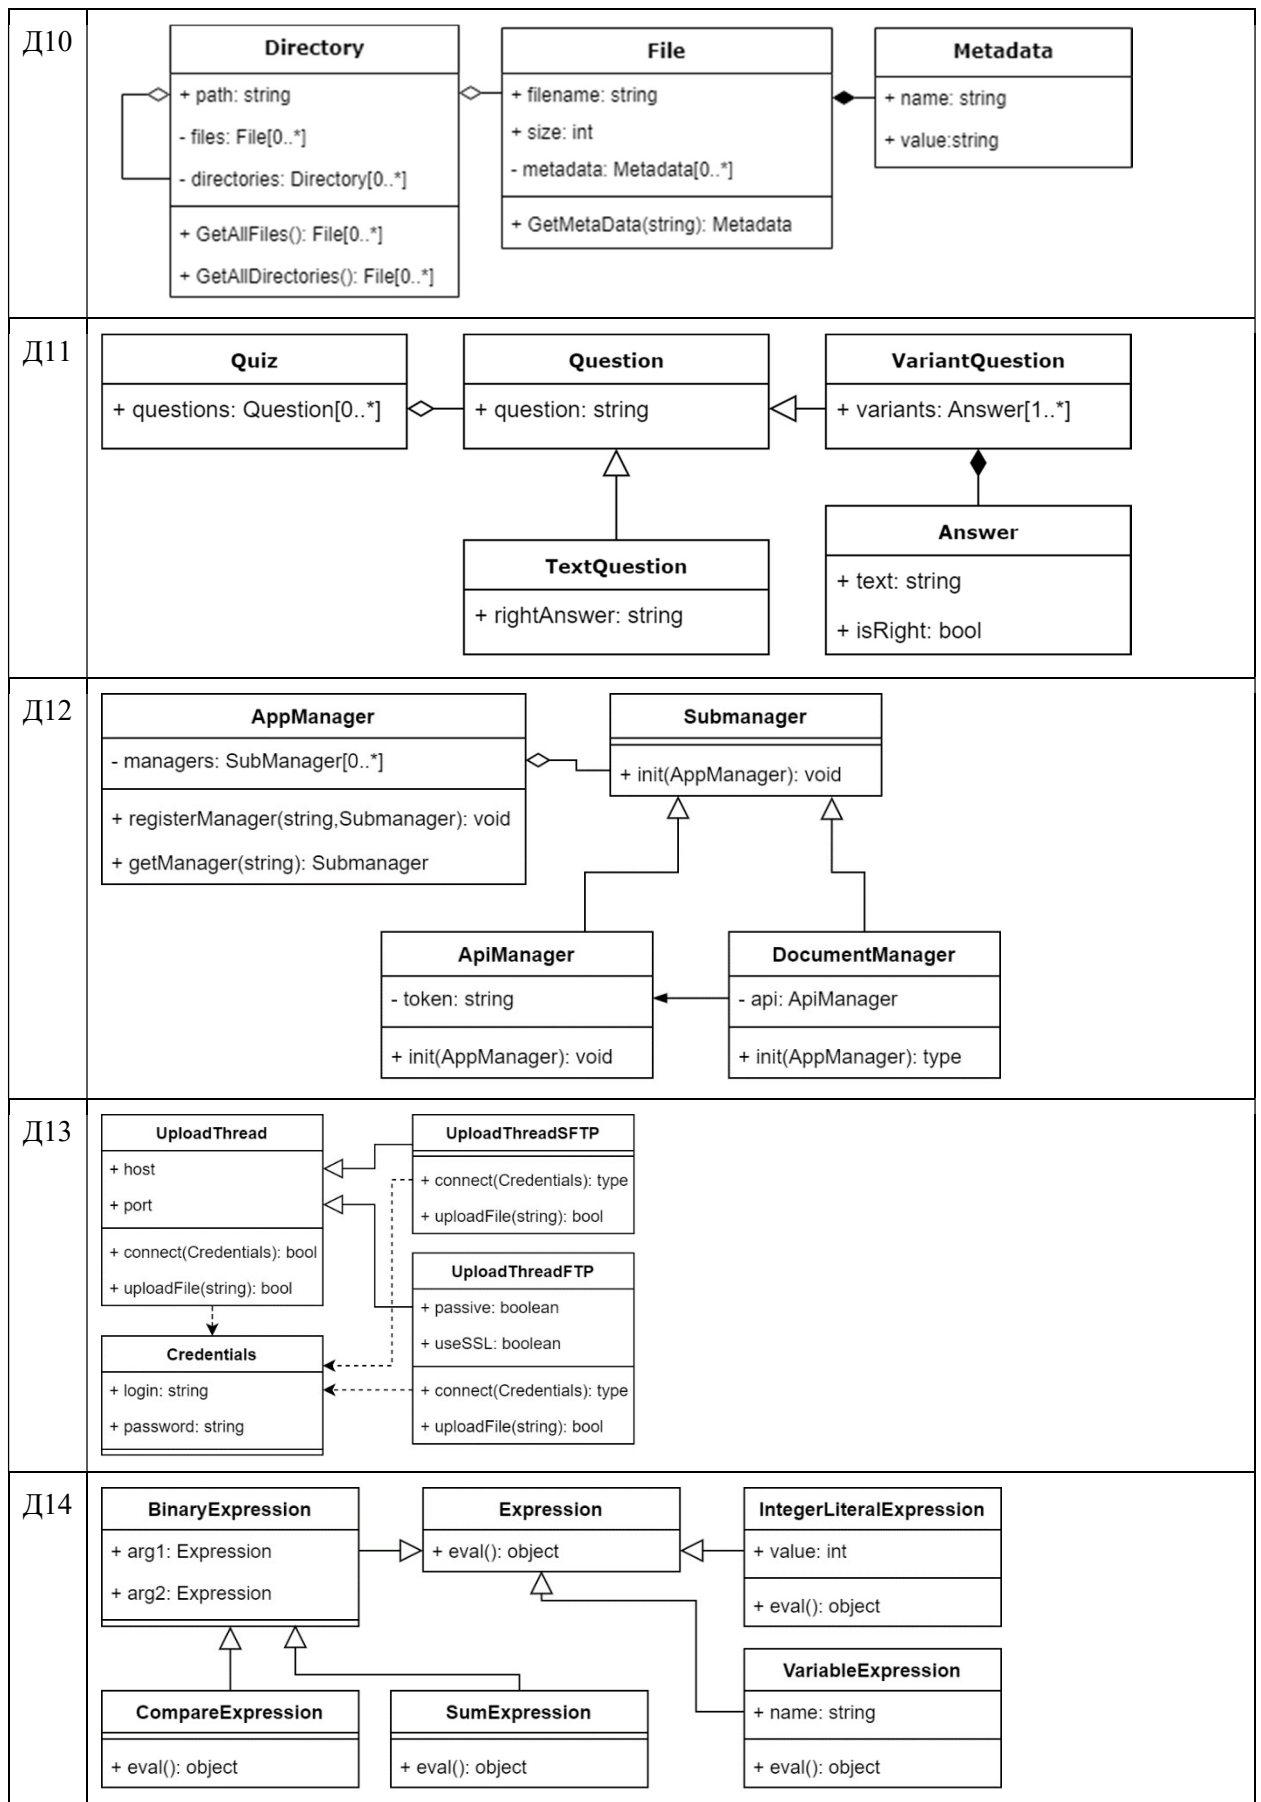 Д10
Directory
+ path: string
- files: File[0..*]
- directories: Directory[0..*]
+ GetAllFiles(): File[0..*]
+ GetAllDirectories(): File[0..*]
File
+ filename: string
+ size: int
- metadata: Metadata[0..*]
+ GetMetaData(string): Metadata
Metadata
+ name: string
+ value:string
Д11
Quiz
+ questions: Question[0..*]
Question
+ question: string
VariantQuestion
+ variants: Answer[1..*]
TextQuestion
+ rightAnswer: string
Answer
+ text: string
+ isRight: bool
Д12
AppManager
- managers: SubManager[0..*]
+ registerManager(string,Submanager): void
+ getManager(string): Submanager
Submanager
+ init(AppManager): void
ApiManager
- token: string
+ init(AppManager): void
DocumentManager
- api: ApiManager
+ init(AppManager): type
Д13
UploadThread
+ host
+ port
+ connect(Credentials): bool
+ uploadFile(string): bool
UploadThreadSFTP
+ connect(Credentials): type
+ uploadFile(string): bool
UploadThreadFTP
+ passive: boolean
+ useSSL: boolean
+ connect(Credentials): type
+ uploadFile(string): bool
Credentials
+ login: string
+ password: string
Д14
BinaryExpression
+ arg1: Expression
+ arg2: Expression
Expression
+ eval(): object
IntegerLiteralExpression
+ value: int
+ eval(): object
VariableExpression
+ name: string
+ eval(): object
CompareExpression
+ eval(): object
SumExpression
+ eval(): object